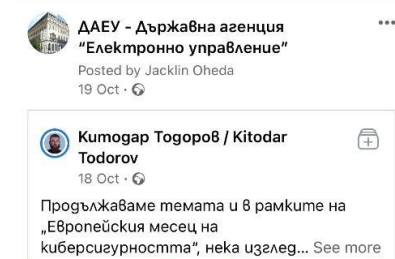 ДАЕУ - Държавна агенция
“Електронно управление”
Posted by Jacklin Oheda
19 Oct ·
Китодар Тодоров / Kitodar
Todorov
18 Oct ·
Продължаваме темата и в рамките на
„Европейския месец на
киберсигурността“, нека изглед... See more